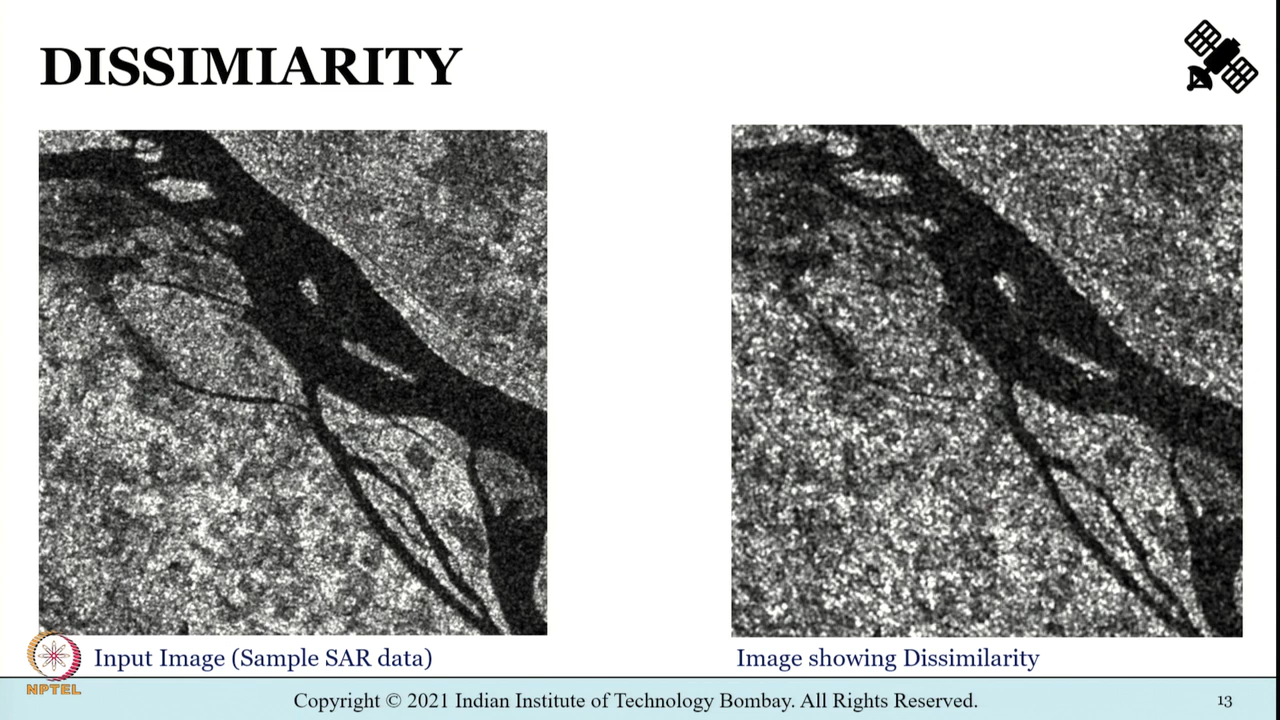 DISSIMIARITY
Input Image (Sample SAR data)
Image showing Dissimilarity
NPTEL
Copyright © 2021 Indian Institute of Technology Bombay. All Rights Reserved.
13